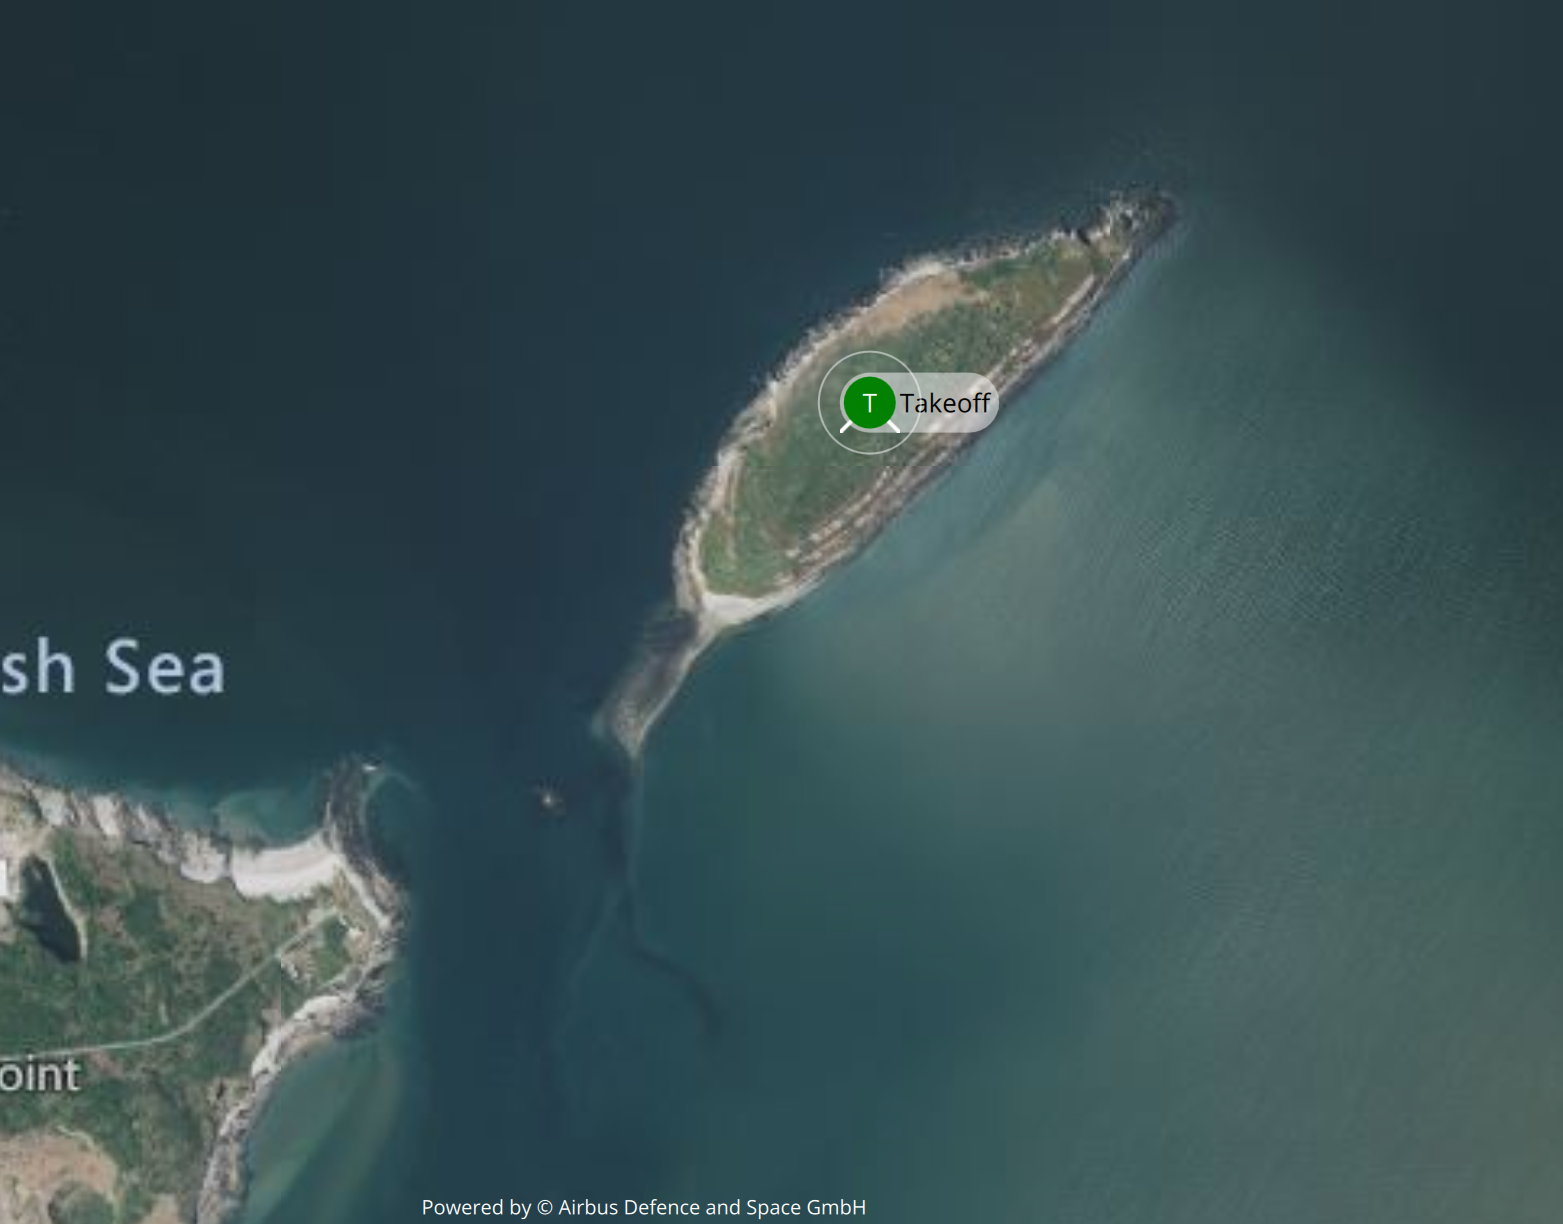 T Takeoff
sh Sea
oint
Powered by © Airbus Defence and Space GmbH